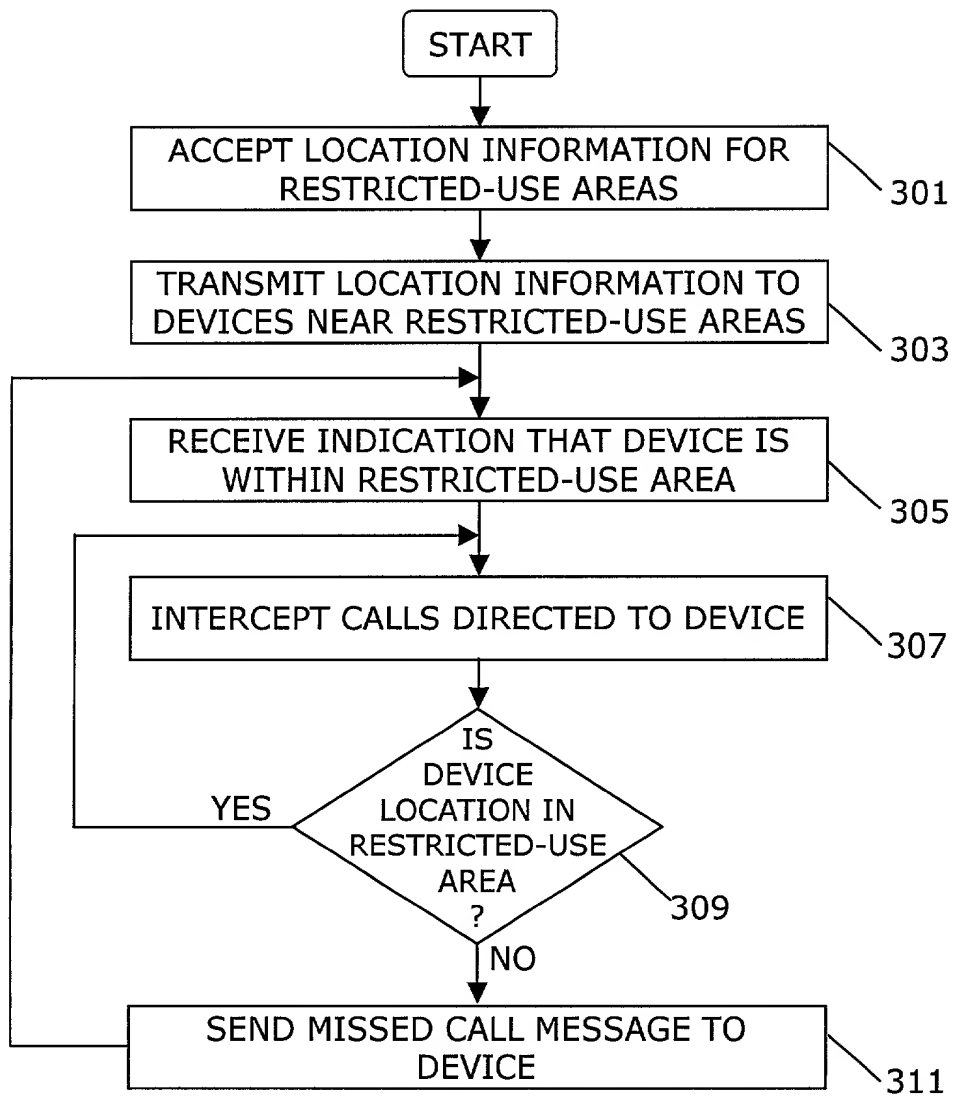 START
ACCEPT LOCATION INFORMATION FOR
RESTRICTED-USE AREAS
301
TRANSMIT LOCATION INFORMATION TO
DEVICES NEAR RESTRICTED-USE AREAS
303
RECEIVE INDICATION THAT DEVICE IS
WITHIN RESTRICTED-USE AREA
305
INTERCEPT CALLS DIRECTED TO DEVICE
307
IS
DEVICE
LOCATION IN
RESTRICTED-USE
AREA
?
YES
309
NO
SEND MISSED CALL MESSAGE TO
DEVICE
311